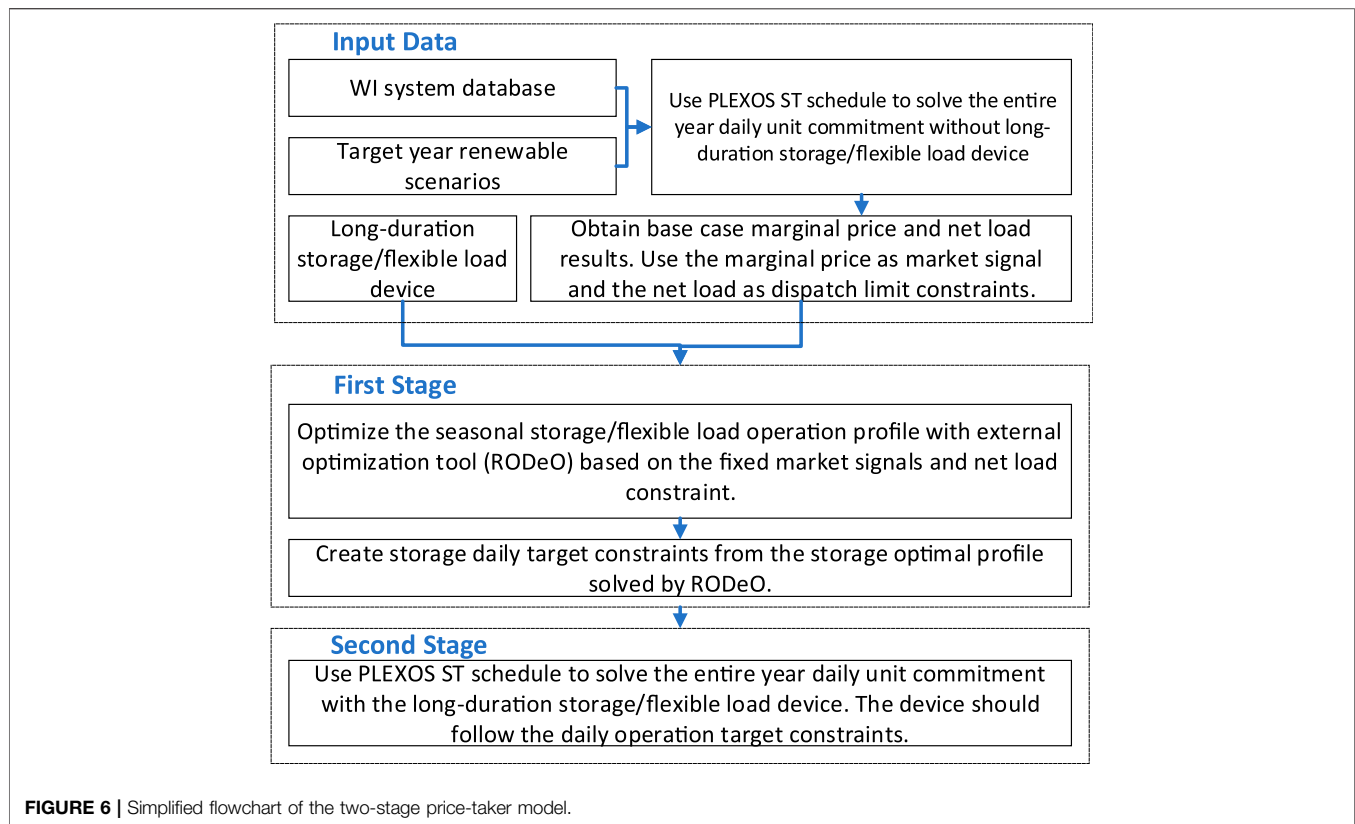 Input Data
WI system database
Target year renewable
scenarios
Use PLEXOS ST schedule to solve the entire
year daily unit commitment without long-
duration storage/flexible load device
Long-duration
storage/flexible load
device
Obtain base case marginal price and net load
results. Use the marginal price as market signal
and the net load as dispatch limit constraints.
First Stage
Optimize the seasonal storage/flexible load operation profile with external
optimization tool (RODeO) based on the fixed market signals and net load
constraint.
Create storage daily target constraints from the storage optimal profile
solved by RODeO.
Second Stage
Use PLEXOS ST schedule to solve the entire year daily unit commitment
with the long-duration storage/flexible load device. The device should
follow the daily operation target constraints.
FIGURE 6 | Simplified flowchart of the two-stage price-taker model.